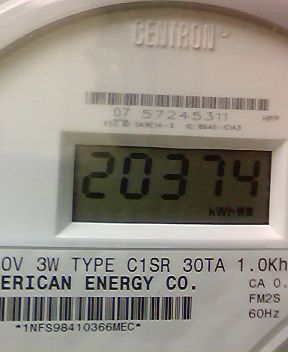 CENTRON
07 57245311 HPP
20374
kWh
0V 3W TYPE C1SR 30TA 1.0Kh
ERICAN ENERGY CO.
CA 0.
FM2S
60Hz
*1NFS98410366MEC*